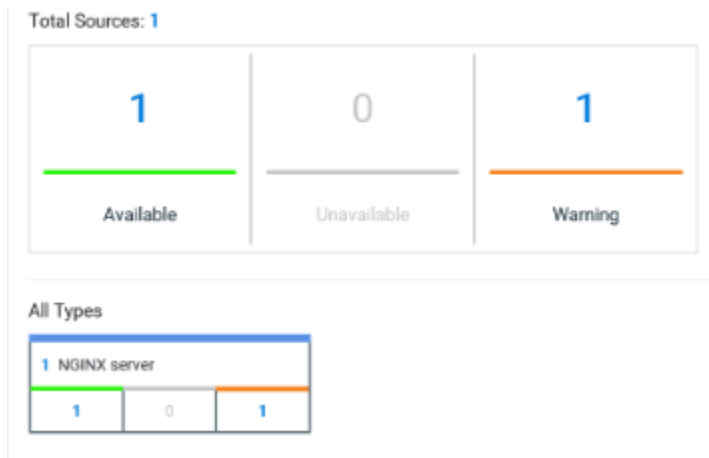 Total Sources: 1
1 0 1
Available Unavailable Warning
All Types
1 NGINX server
1 0 1